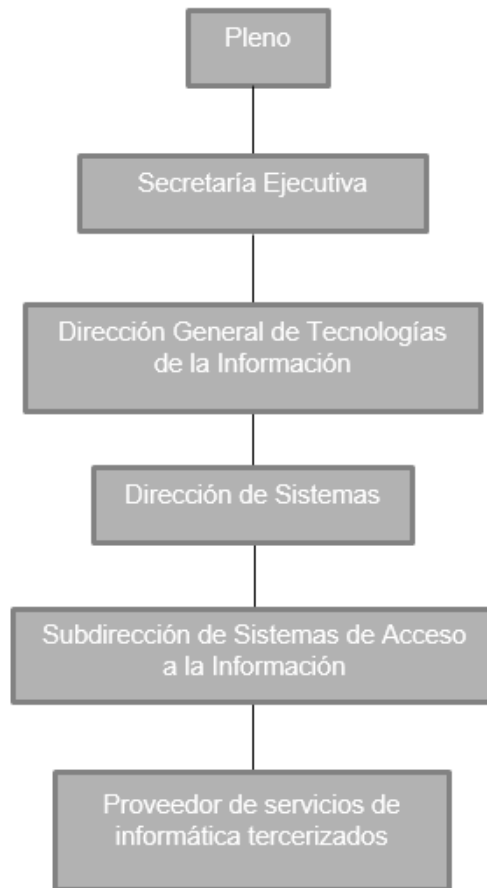 Pleno
Secretaría Ejecutiva
Dirección General de Tecnologías
de la Información
Dirección de Sistemas
Subdirección de Sistemas de Acceso
a la Información
Proveedor de servicios de
informática tercerizados